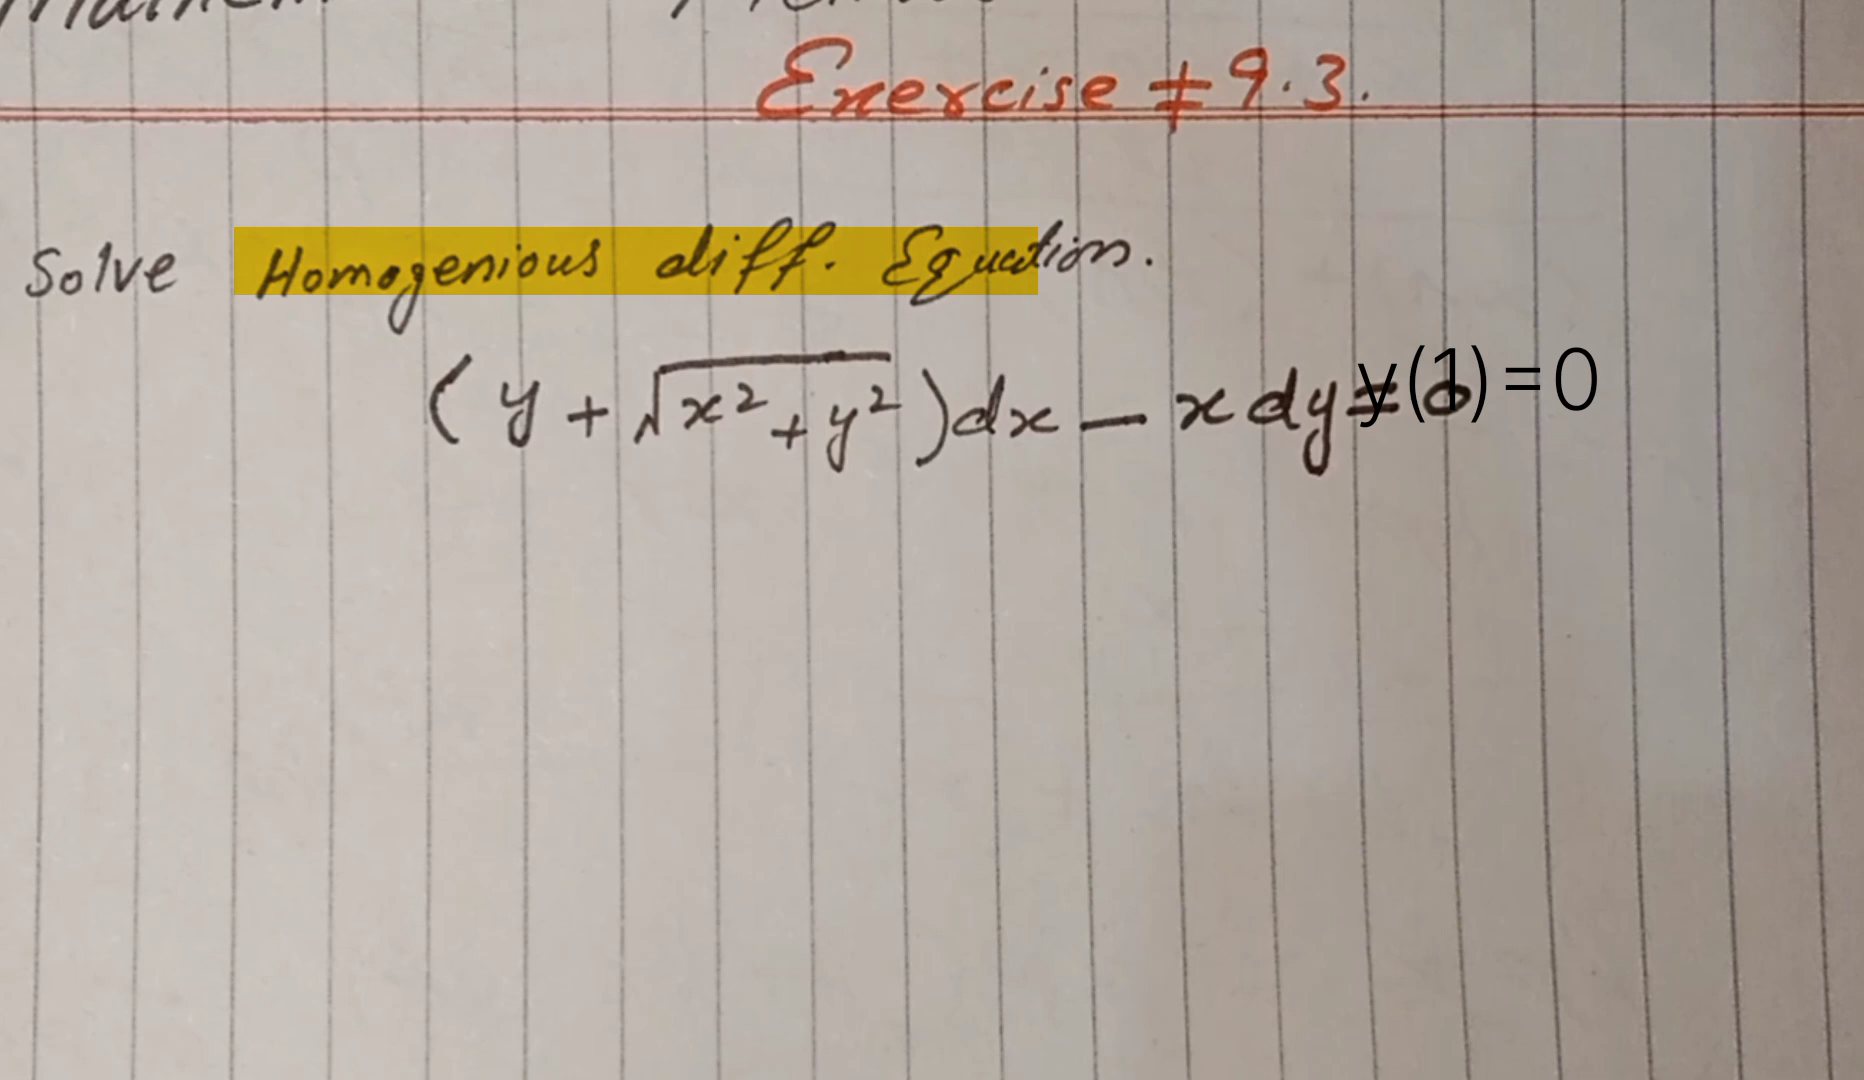 Exercise # 9.3.
Solve Homogenious diff. Equation.
(y + √x² + y²)dx — x dy = 0 y(1) = 0